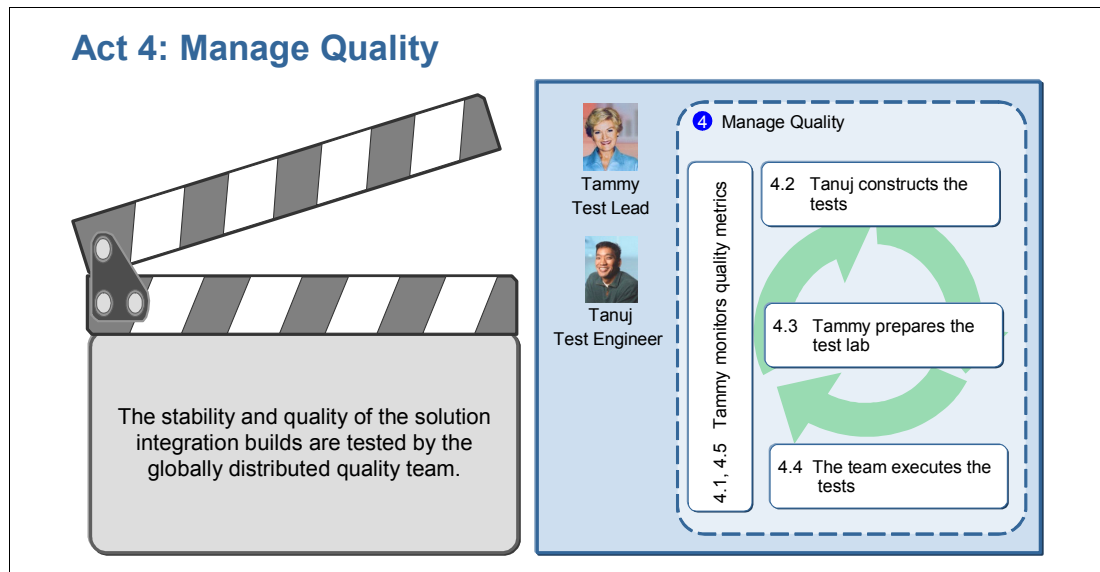 Act 4: Manage Quality
The stability and quality of the solution
integration builds are tested by the
globally distributed quality team.
Tammy
Test Lead
Tanuj
Test Engineer
4 Manage Quality
4.1, 4.5 Tammy monitors quality metrics
4.2 Tanuj constructs the
tests
4.3 Tammy prepares the
test lab
4.4 The team executes the
tests